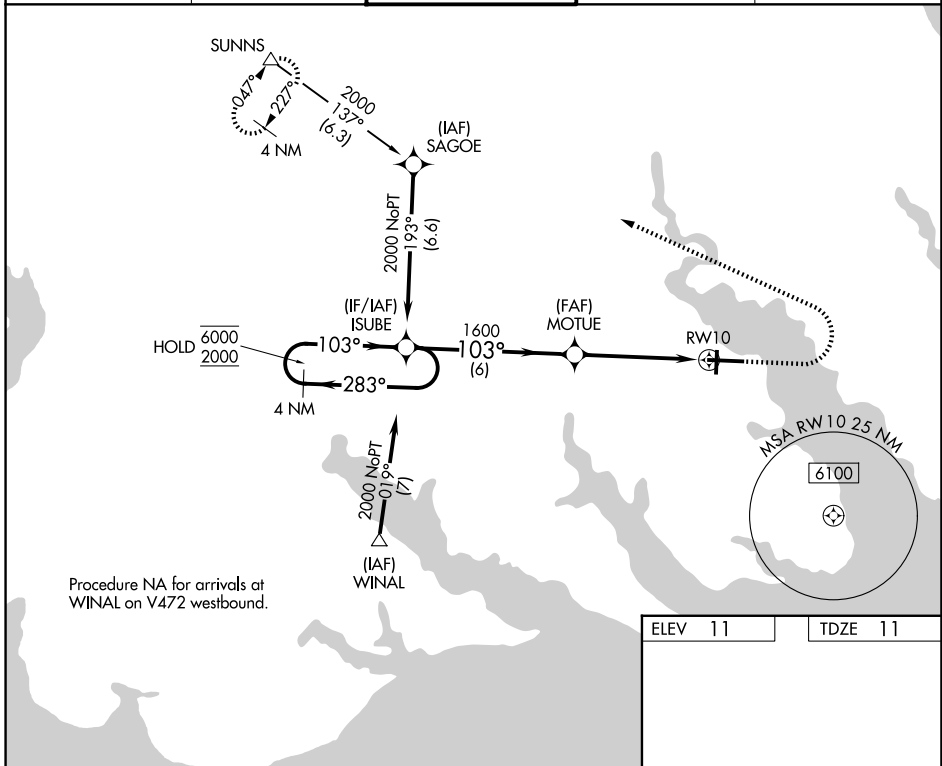 SUNNS
047°
227°
4 NM
2000
137°
(6.3)
(IAF)
SAGOE
2000 NoPT
193°
(6.6)
(IF/IAF)
ISUBE
HOLD 6000
2000
103°
283°
4 NM
1600
103°
(6)
(FAF)
MOTUE
RW10
2000 NoPT
019°
(7)
(IAF)
WINAL
MSA RW10 25 NM
6100
Procedure NA for arrivals at
WINAL on V472 westbound.
ELEV 11
TDZE 11